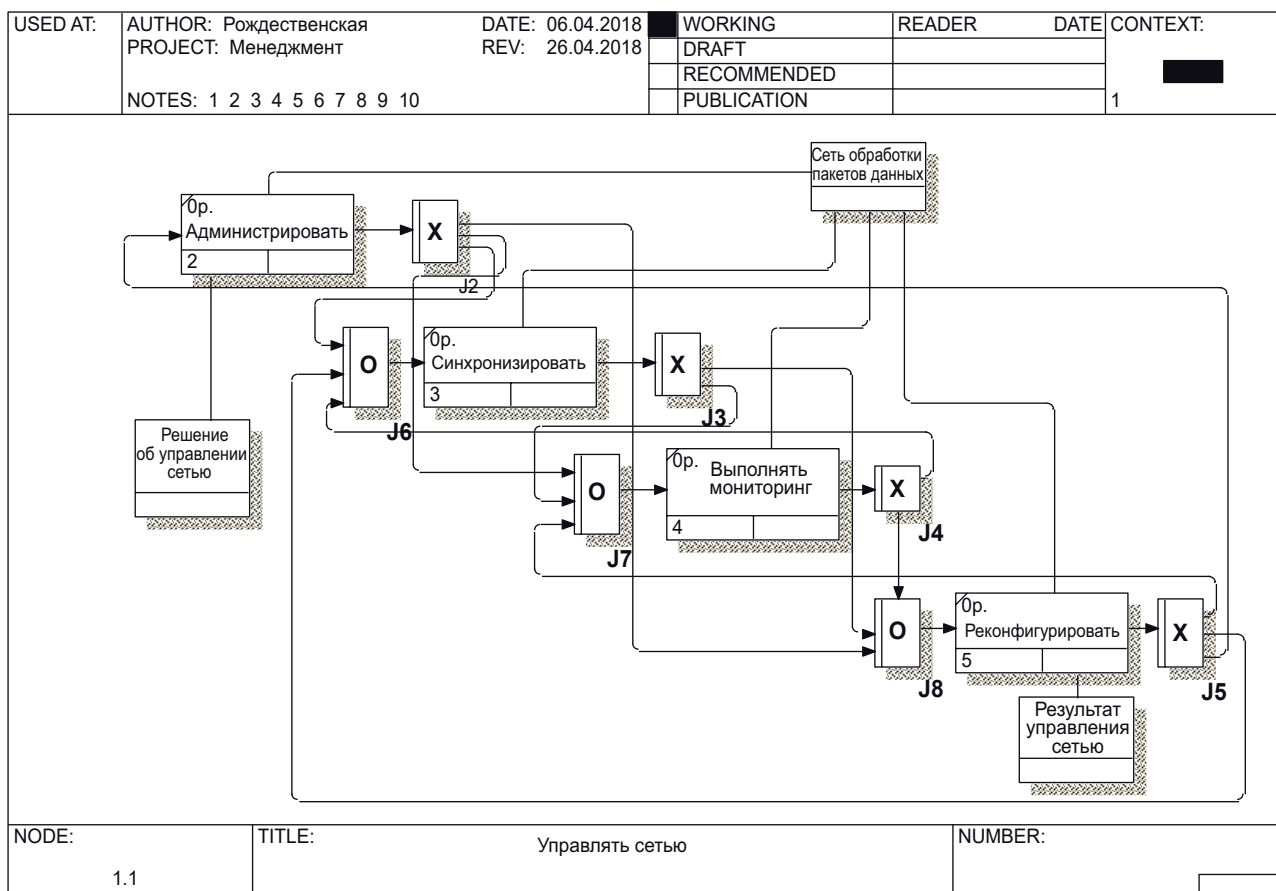 USED AT:
AUTHOR: Рождественская
DATE: 06.04.2018
WORKING
READER
DATE
CONTEXT:
PROJECT: Менеджмент
REV: 26.04.2018
DRAFT
RECOMMENDED
NOTES: 1 2 3 4 5 6 7 8 9 10
PUBLICATION
1
Сеть обработки
пакетов данных
0р.
Администрировать
2
X
J2
O
J6
0р.
Синхронизировать
3
X
J3
Решение
об управлении
сетью
O
J7
0р.
Выполнять
мониторинг
4
X
J4
O
J8
0р.
Реконфигурировать
5
X
J5
Результат
управления
сетью
NODE:
1.1
TITLE:
Управлять сетью
NUMBER: